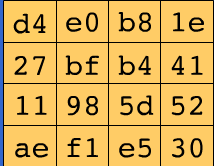 d4 e0 b8 1e
27 bf b4 41
11 98 5d 52
ae f1 e5 30